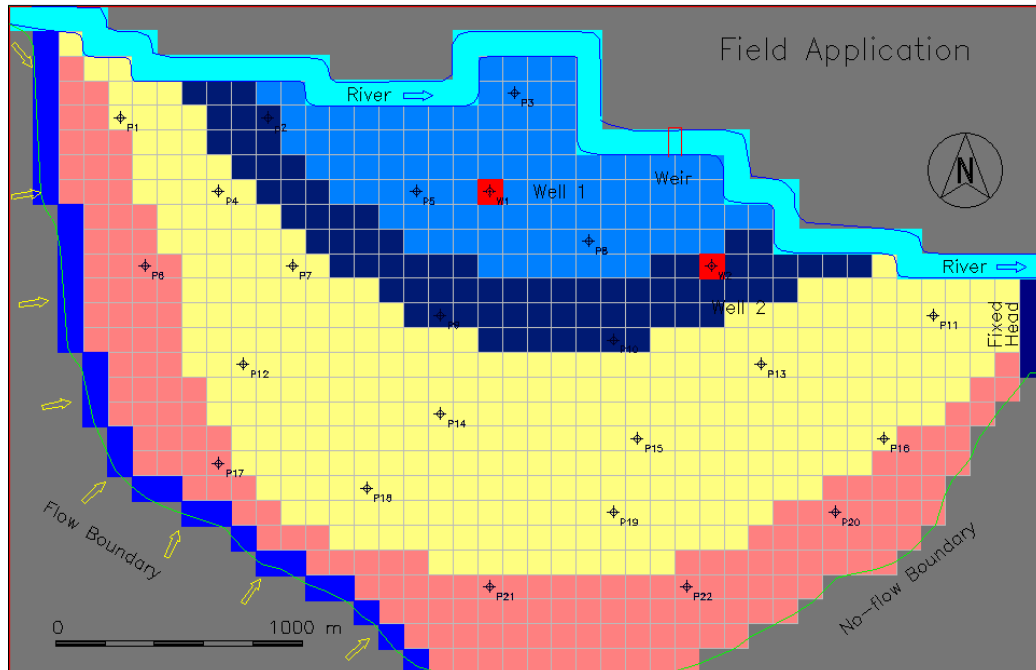 Field Application
River
P3
P1
P2
Weir
N
P4
P5
W1
Well 1
P8
P6
P7
W2
River
Well 2
P9
P11
Fixed
Head
P10
P12
P13
P14
P15
P16
P17
P18
P19
P20
Flow Boundary
P21
P22
No-flow Boundary
0
1000 m